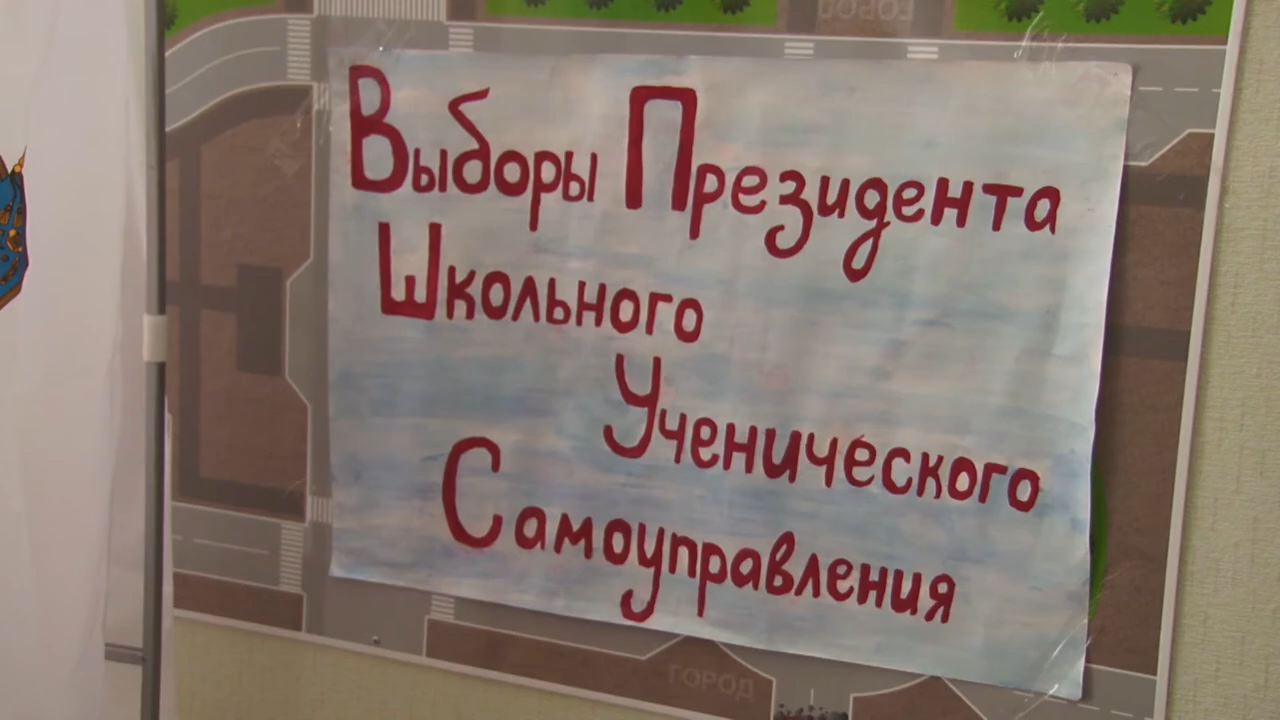 ГОРОД
Выборы Президента
Школьного
Ученического
Самоуправления
ГОРОД